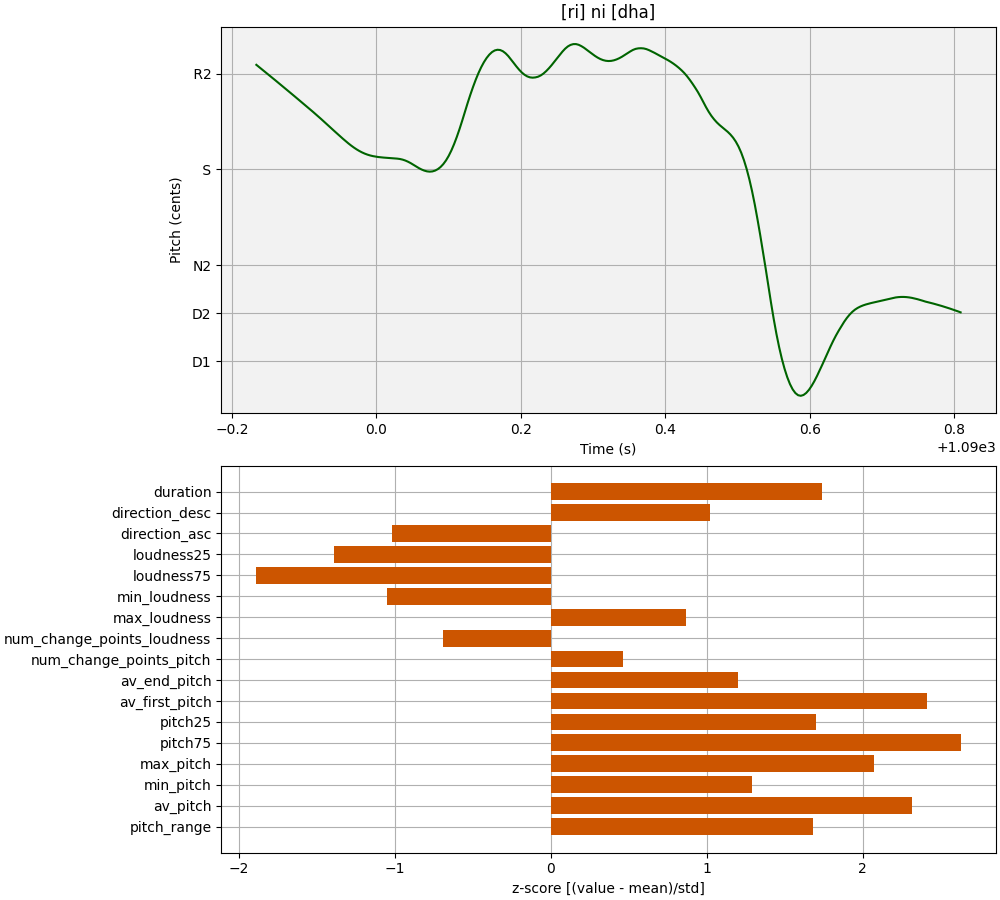 [ri] ni [dha]
R2
S
N2
D2
D1
Pitch (cents)
−0.2 0.0 0.2 0.4 0.6 0.8
Time (s)
+1.09e3
duration
direction_desc
direction_asc
loudness25
loudness75
min_loudness
max_loudness
num_change_points_loudness
num_change_points_pitch
av_end_pitch
av_first_pitch
pitch25
pitch75
max_pitch
min_pitch
av_pitch
pitch_range
−2 −1 0 1 2
z-score [(value - mean)/std]